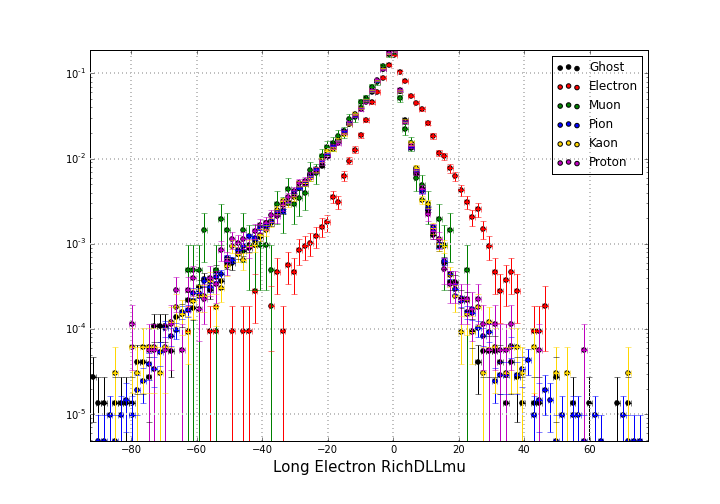 10⁻¹
10⁻²
10⁻³
10⁻⁴
10⁻⁵
Ghost
Electron
Muon
Pion
Kaon
Proton
−80 −60 −40 −20 0 20 40 60
Long Electron RichDLLmu